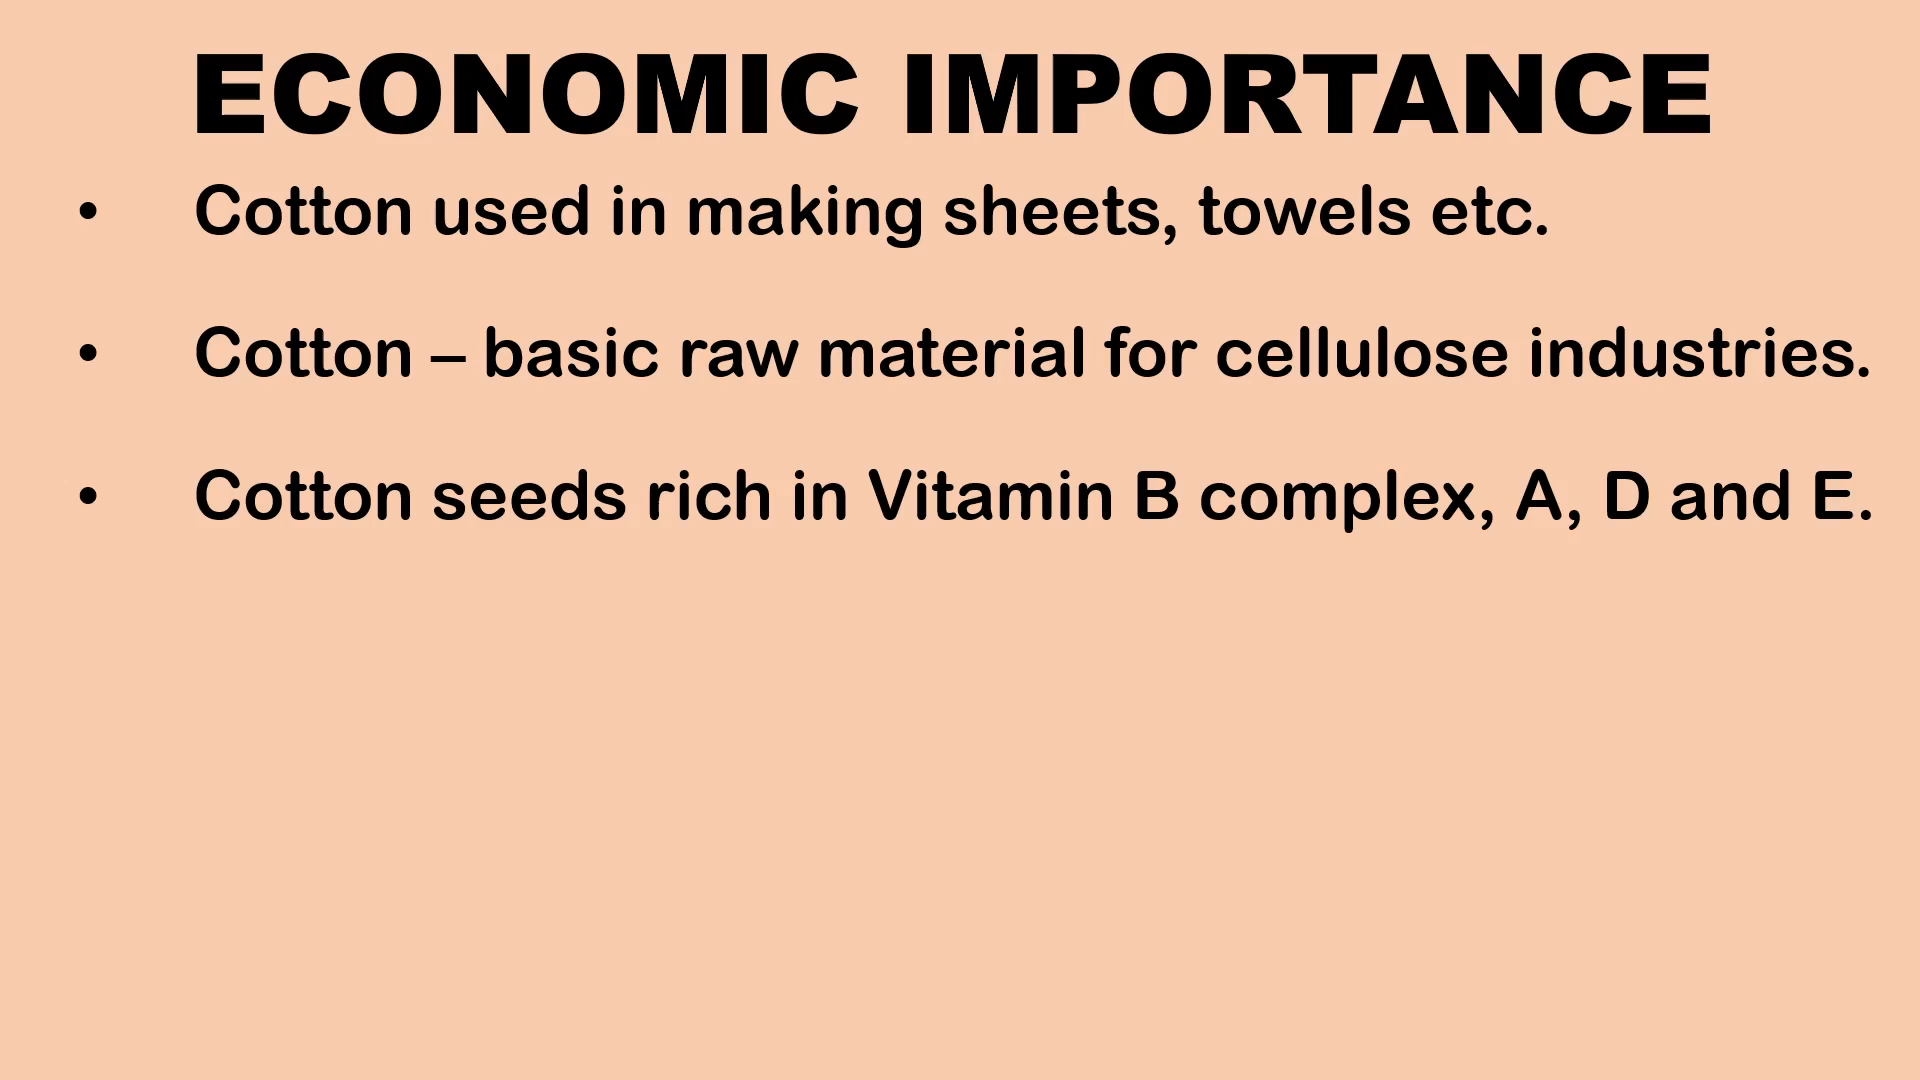 ECONOMIC IMPORTANCE
• Cotton used in making sheets, towels etc.
• Cotton – basic raw material for cellulose industries.
• Cotton seeds rich in Vitamin B complex, A, D and E.